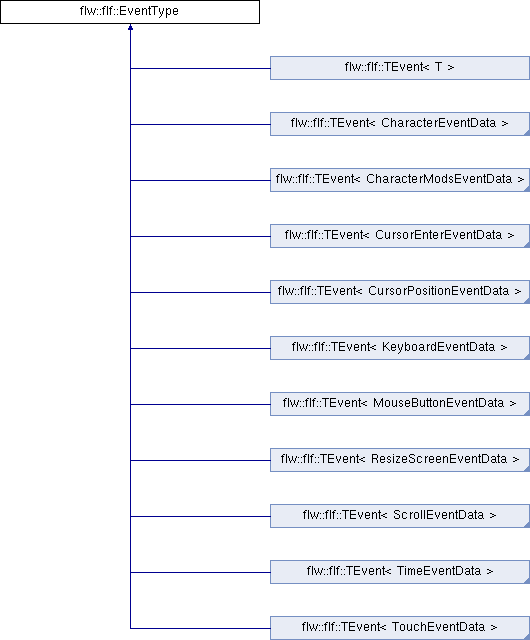 flw::flf::EventType
flw::flf::TEvent< T >
flw::flf::TEvent< CharacterEventData >
flw::flf::TEvent< CharacterModsEventData >
flw::flf::TEvent< CursorEnterEventData >
flw::flf::TEvent< CursorPositionEventData >
flw::flf::TEvent< KeyboardEventData >
flw::flf::TEvent< MouseButtonEventData >
flw::flf::TEvent< ResizeScreenEventData >
flw::flf::TEvent< ScrollEventData >
flw::flf::TEvent< TimeEventData >
flw::flf::TEvent< TouchEventData >